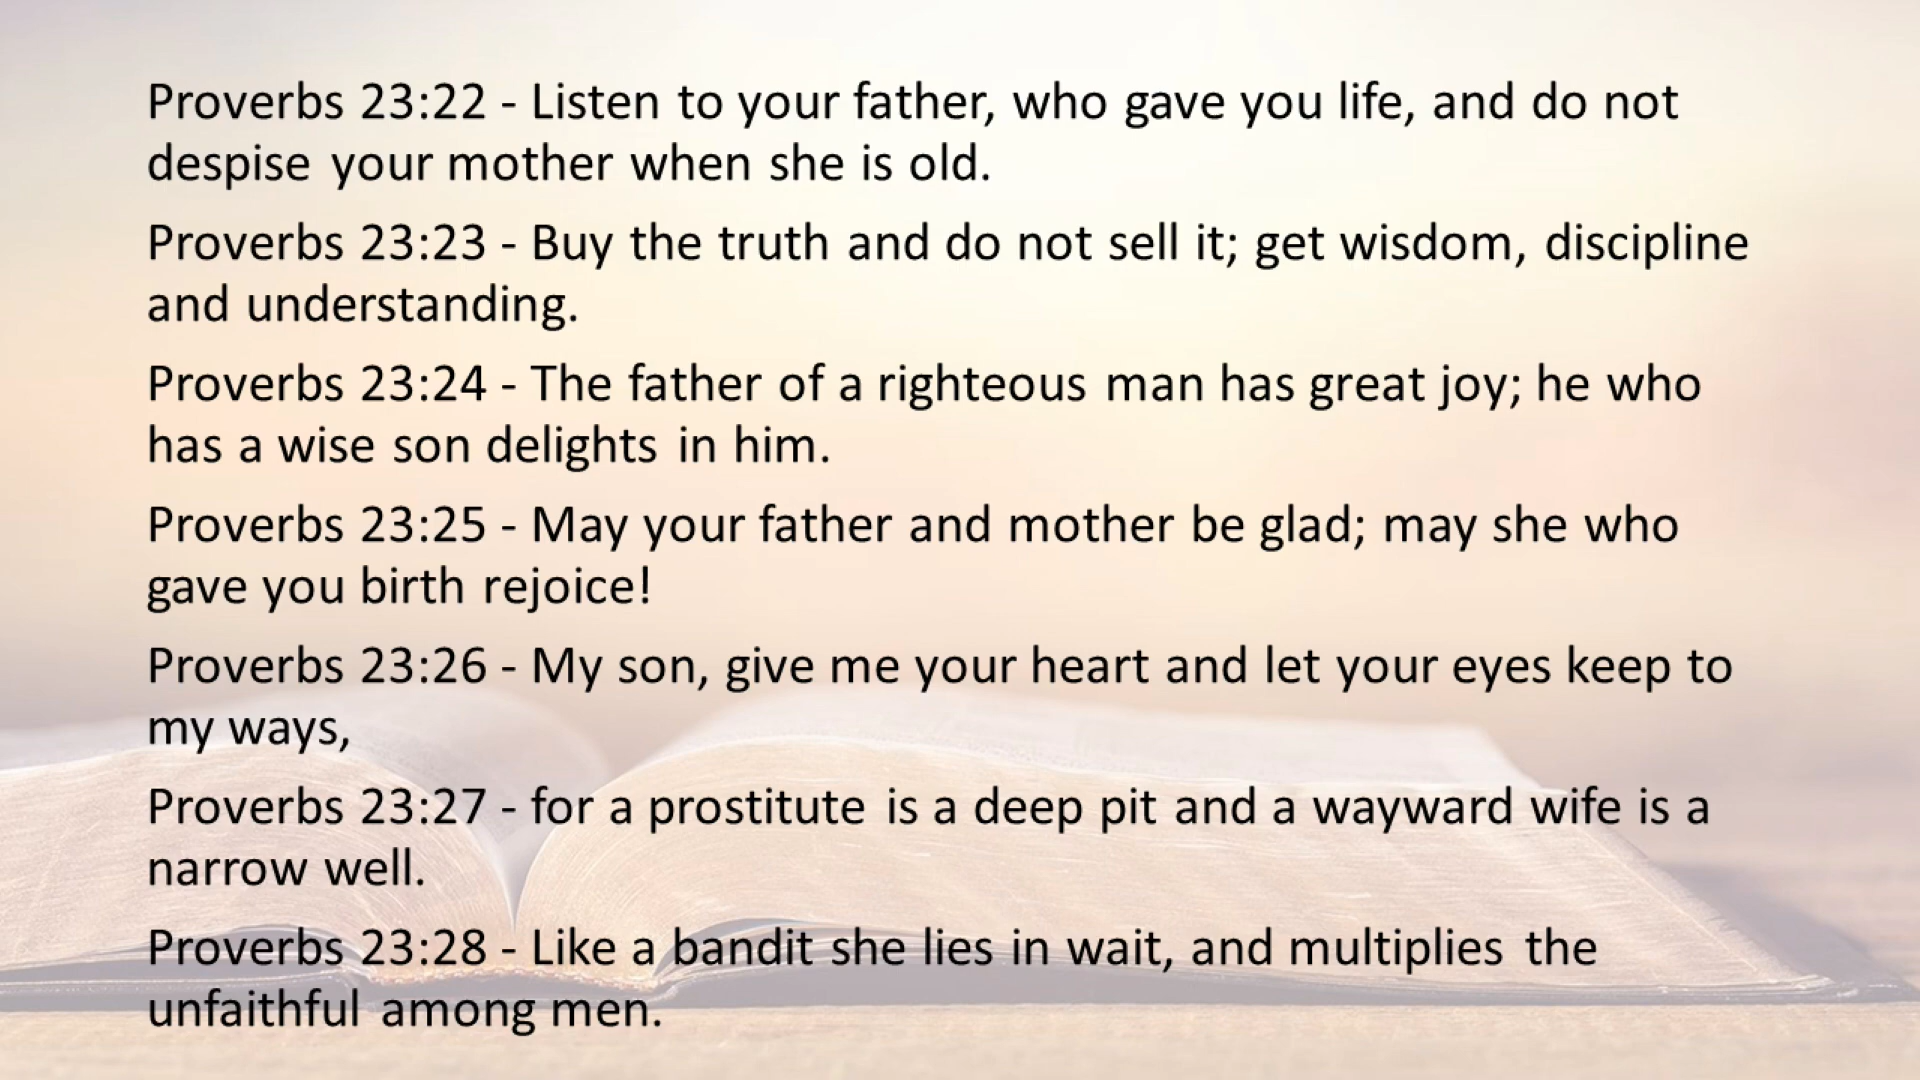 Proverbs 23:22 - Listen to your father, who gave you life, and do not
despise your mother when she is old.
Proverbs 23:23 - Buy the truth and do not sell it; get wisdom, discipline
and understanding.
Proverbs 23:24 - The father of a righteous man has great joy; he who
has a wise son delights in him.
Proverbs 23:25 - May your father and mother be glad; may she who
gave you birth rejoice!
Proverbs 23:26 - My son, give me your heart and let your eyes keep to
my ways,
Proverbs 23:27 - for a prostitute is a deep pit and a wayward wife is a
narrow well.
Proverbs 23:28 - Like a bandit she lies in wait, and multiplies the
unfaithful among men.